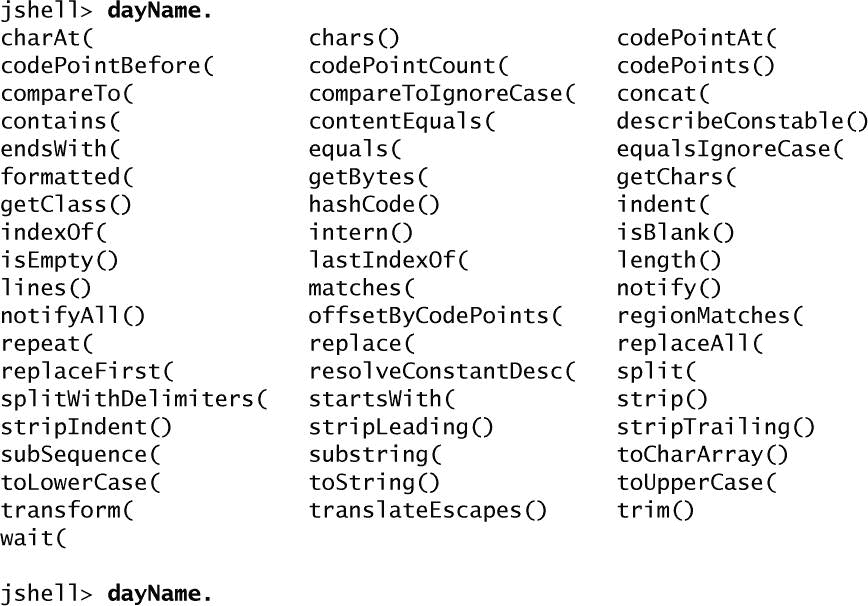 jshell> dayName.
charAt( chars() codePointAt(
codePointBefore( codePointCount( codePoints()
compareTo( compareToIgnoreCase( concat(
contains( contentEquals( describeConstable()
endsWith( equals( equalsIgnoreCase(
formatted( getBytes( getChars(
getClass() hashCode() indent(
indexOf( intern() isBlank()
isEmpty() lastIndexOf( length()
lines() matches( notify()
notifyAll() offsetByCodePoints( regionMatches(
repeat( replace( replaceAll(
replaceFirst( resolveConstantDesc( split(
splitWithDelimiters( startsWith( strip()
stripIndent() stripLeading() stripTrailing()
subSequence( substring( toCharArray()
toLowerCase( toString() toUpperCase(
transform( translateEscapes() trim()
wait(
jshell> dayName.